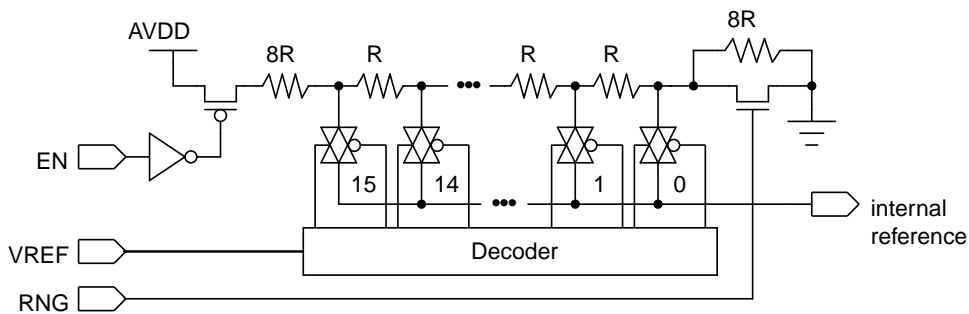 AVDD
8R
R
R
R
8R
EN
15
14
1
0
internal
reference
VREF
Decoder
RNG